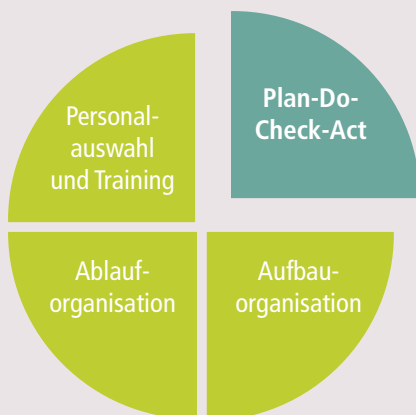 Personal-
auswahl
und Training
Plan-Do-
Check-Act
Ablauf-
organisation
Aufbau-
organisation